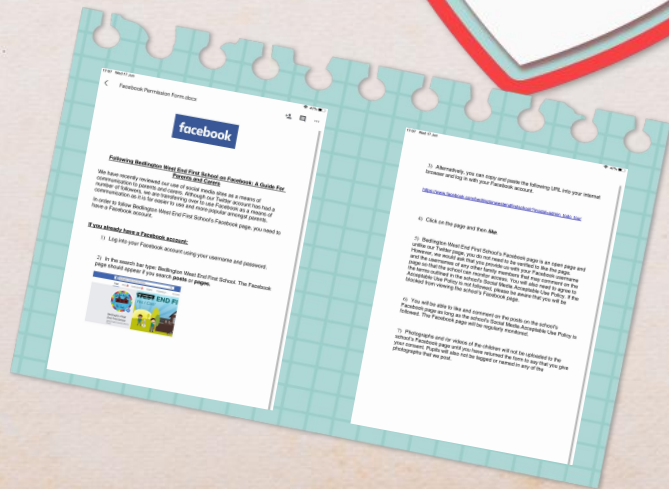 Facebook Permission Form.docx
facebook
Following Bedlington West End First School on Facebook: A Guide For
Parents and Carers
We have recently reviewed our use of social media sites as a means of
communication to parents and carers. Although our Twitter account has had a
number of followers, we are transferring over to use Facebook as a means of
communication as it is far easier to use and more popular amongst parents.
In order to follow Bedlington West End First School's Facebook page, you need to
have a Facebook account.
If you already have a Facebook account:
1) Log into your Facebook account using your username and password.
2) In the search bar type: Bedlington West End First School. The Facebook
page should appear if you search posts or pages.
END FI
3) Alternatively, you can copy and paste the following URL into your internet
browser and log in with your Facebook account.
4) Click on the page and then like
5) Bedlington West End First School's Facebook page is an open page and
unlike our Twitter page, you do not need to be verified to like the page.
However, we would ask that you provide us with your Facebook username
and the usernames of any other family members that may comment on the
page so that the school can monitor access. You will also need to agree to
the terms outlined in the school's Social Media Acceptable Use Policy. If the
Acceptable Use Policy is not followed, please be aware that you will be
blocked from viewing the school's Facebook page.
6) You will be able to like and comment on the posts on the school's
Facebook page as long as the school's Social Media Acceptable Use Policy is
followed. The Facebook page will be regularly monitored.
7) Photographs and or videos of the children will not be uploaded to the
school's Facebook page until you have returned the form to say that you give
your consent. Pupils will also not be tagged or named in any of the
photographs that we post.